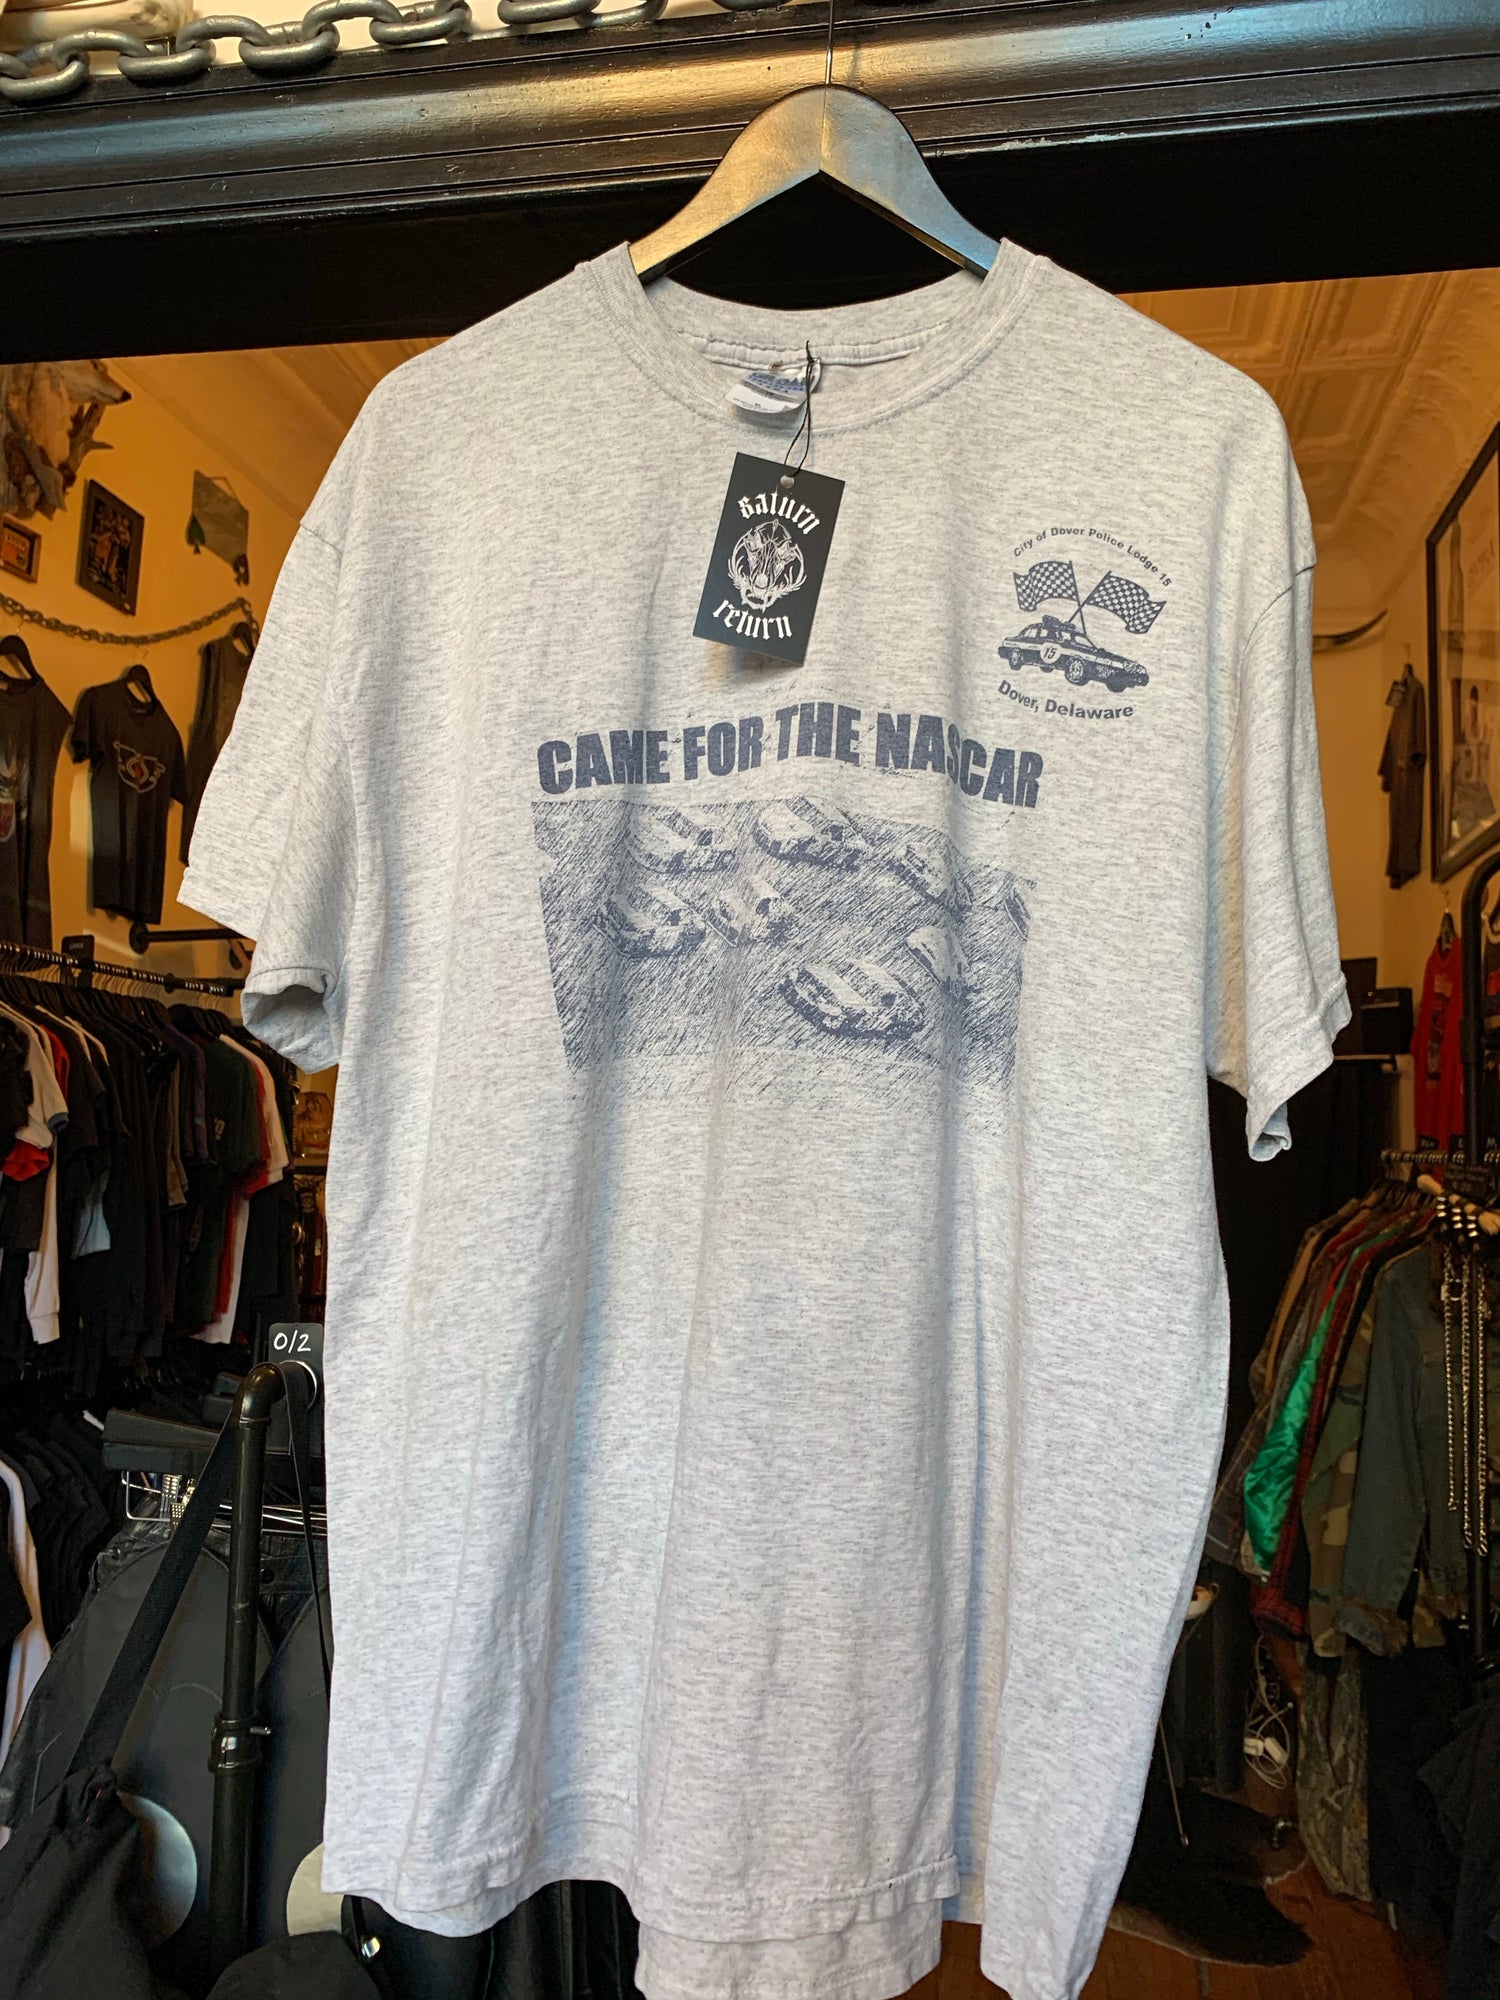 saturn
return
City of Dover Police Lodge 15
15
Dover, Delaware
CAME FOR THE NASCAR
0/2